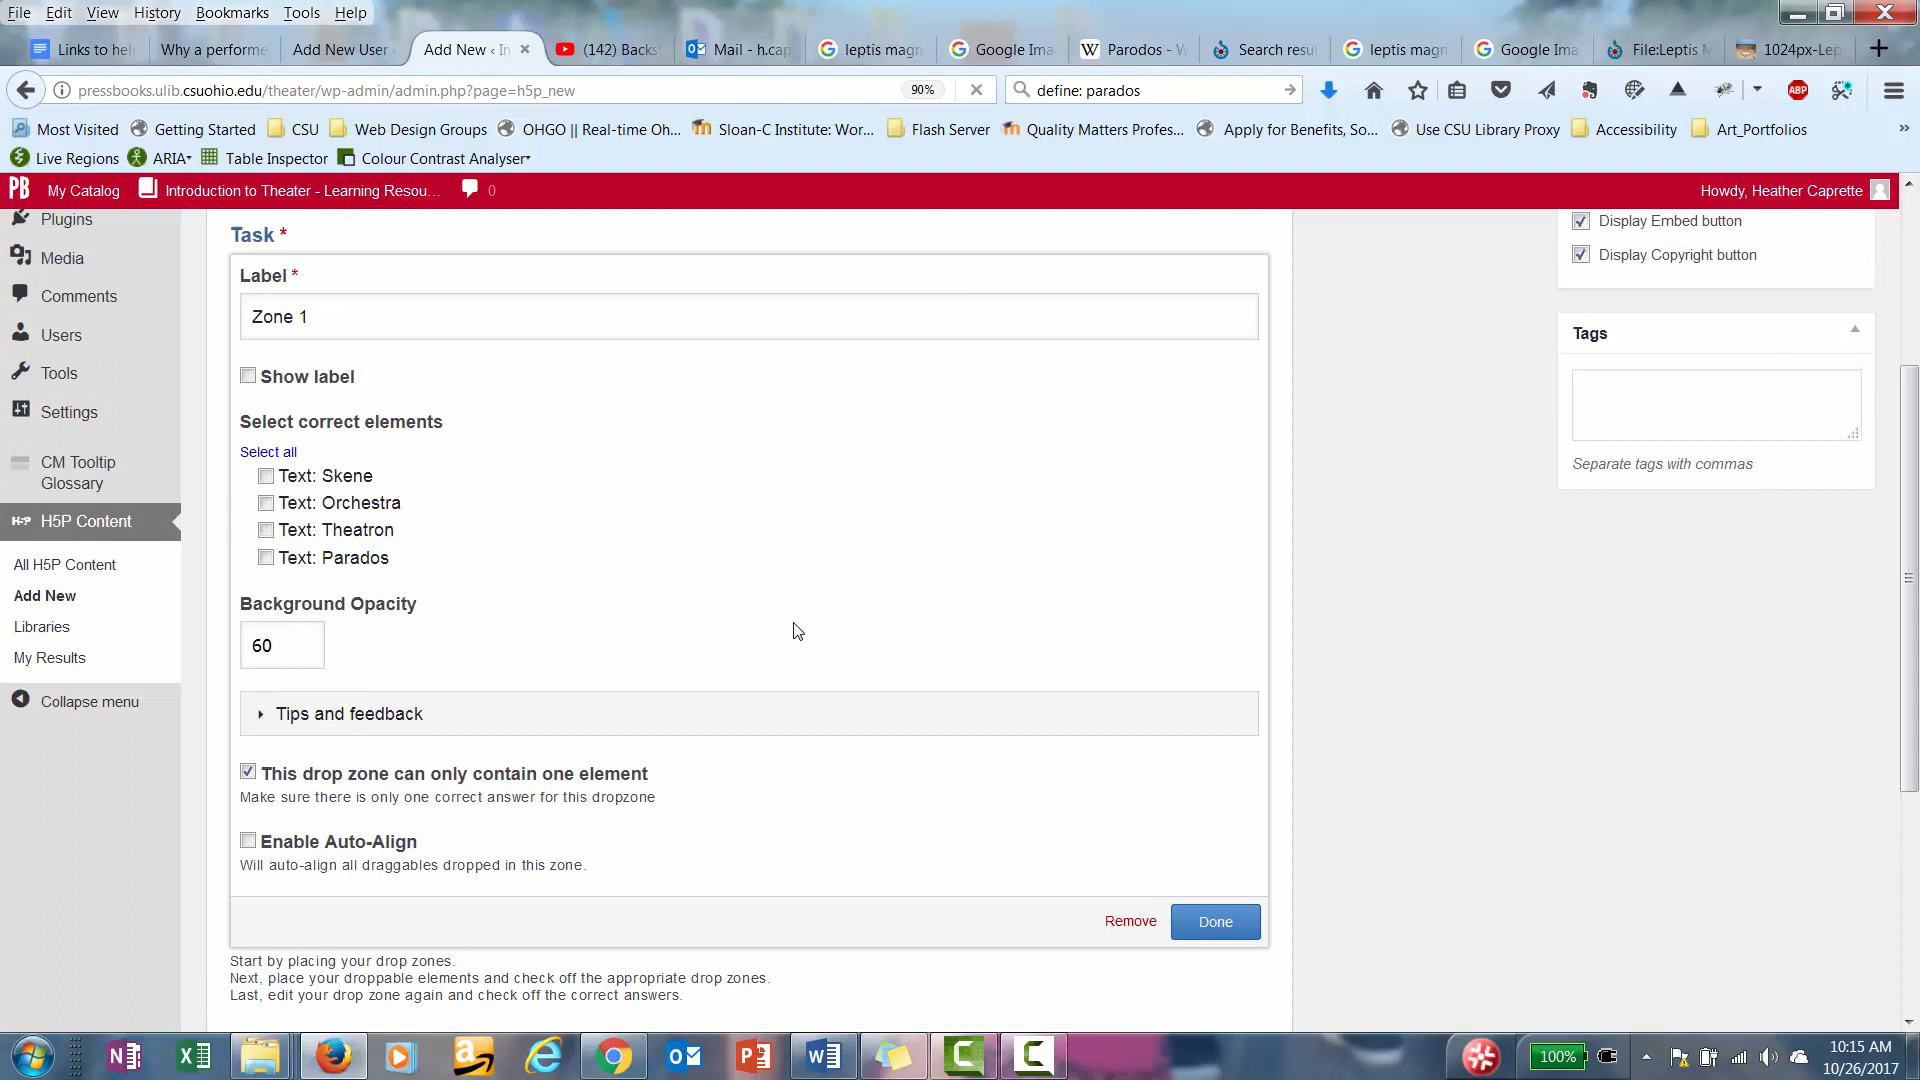 File Edit View History Bookmarks Tools Help
Links to hel Why a performe Add New User Add New ‹ In (142) Backs Mail - h.cap leptis magn Google Ima Parodos - W Search resu leptis magn Google Ima File:Leptis M 1024px-Lep
pressbooks.ulib.csuohio.edu/theater/wp-admin/admin.php?page=h5p_new 90% define: parados ABP
Most Visited Getting Started CSU Web Design Groups OHGO || Real-time Oh... Sloan-C Institute: Wor... Flash Server Quality Matters Profes... Apply for Benefits, So... Use CSU Library Proxy Accessibility Art_Portfolios
Live Regions ARIA Table Inspector Colour Contrast Analyser
PB My Catalog Introduction to Theater - Learning Resou... 0 Howdy, Heather Caprette
Plugins
Media
Comments
Users
Tools
Settings
CM Tooltip
Glossary
H5P H5P Content
All H5P Content
Add New
Libraries
My Results
Collapse menu
Task *
Label *
Zone 1
Show label
Select correct elements
Select all
Text: Skene
Text: Orchestra
Text: Theatron
Text: Parados
Background Opacity
60
Tips and feedback
This drop zone can only contain one element
Make sure there is only one correct answer for this dropzone
Enable Auto-Align
Will auto-align all draggables dropped in this zone.
Remove Done
Start by placing your drop zones.
Next, place your droppable elements and check off the appropriate drop zones.
Last, edit your drop zone again and check off the correct answers.
Display Embed button
Display Copyright button
Tags
Separate tags with commas
100% 10:15 AM
10/26/2017